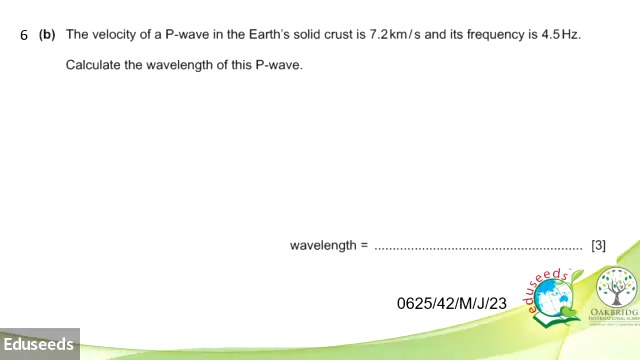 6 (b) The velocity of a P-wave in the Earth's solid crust is 7.2 km/s and its frequency is 4.5 Hz.
Calculate the wavelength of this P-wave.
wavelength = ........................................................ [3]
0625/42/M/J/23
eduseeds
OAKBRIDG
Eduseeds